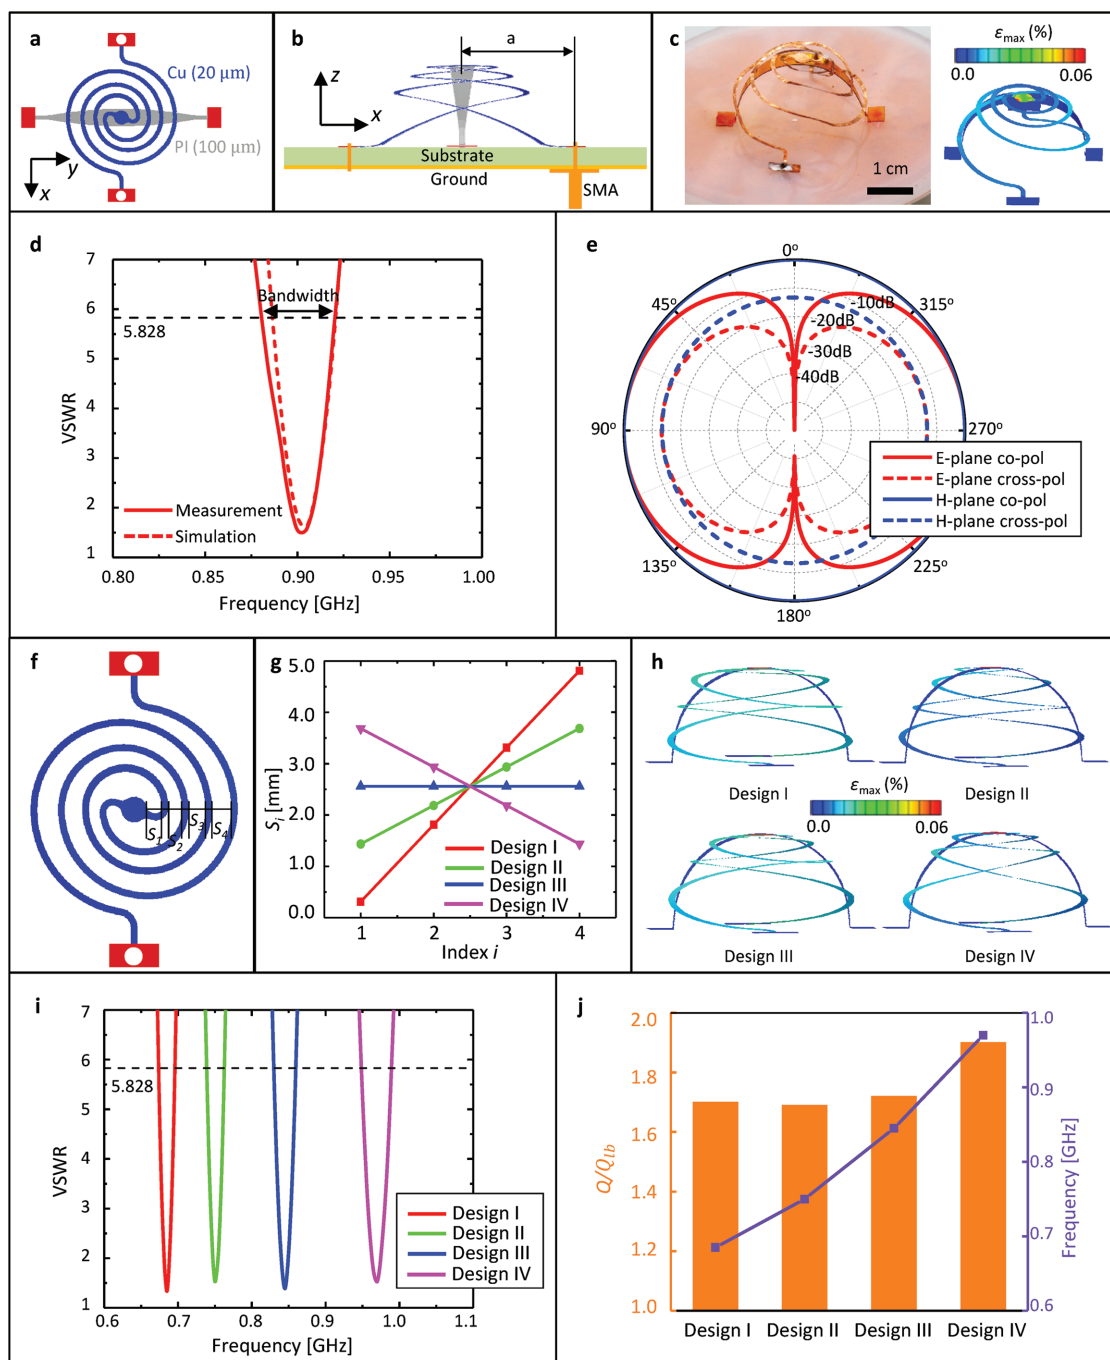 a
Cu (20 μm)
PI (100 μm)
y
x
b
a
z
x
Substrate
Ground
SMA
c
εmax (%)
0.0
0.06
1 cm
d
7
6
5
4
3
2
1
VSWR
Bandwidth
5.828
Measurement
Simulation
0.80
0.85
0.90
0.95
1.00
Frequency [GHz]
e
0°
45°
315°
-10dB
-20dB
-30dB
-40dB
90°
270°
E-plane co-pol
E-plane cross-pol
H-plane co-pol
H-plane cross-pol
135°
225°
180°
f
S1
S2
S3
S4
g
5.0
4.0
3.0
2.0
1.0
0.0
Si [mm]
Design I
Design II
Design III
Design IV
1
2
3
4
Index i
h
Design I
Design II
εmax (%)
0.0
0.06
Design III
Design IV
i
7
6
5
4
3
2
1
VSWR
5.828
Design I
Design II
Design III
Design IV
0.6
0.7
0.8
0.9
1.0
1.1
Frequency [GHz]
j
2.0
1.8
1.6
1.4
1.2
1.0
Q/Qlb
1.0
0.9
0.8
0.7
0.6
Frequency [GHz]
Design I
Design II
Design III
Design IV